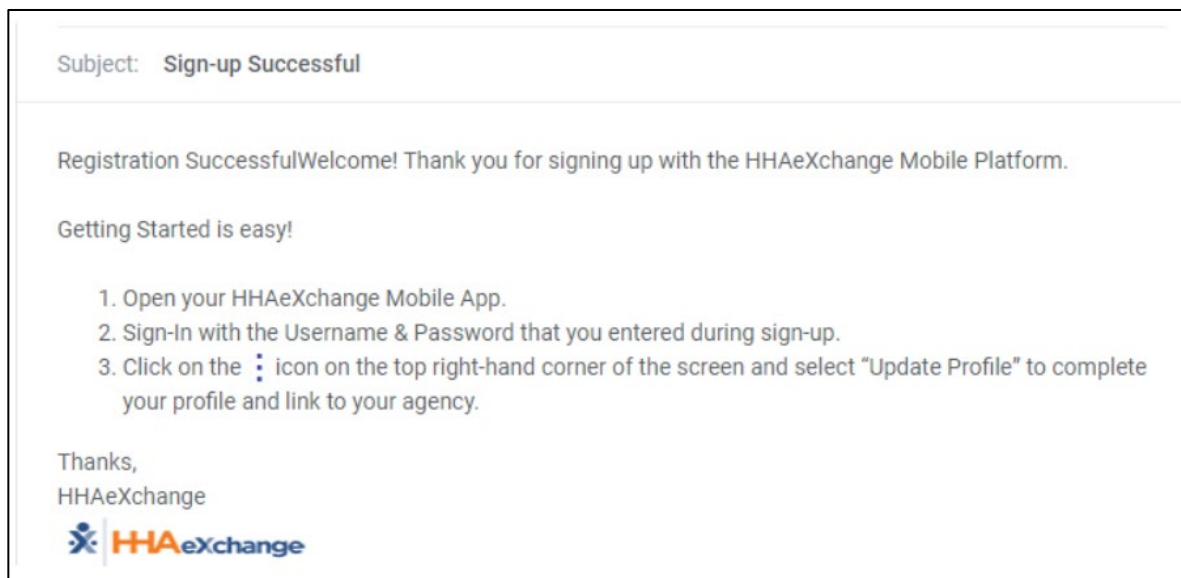 Subject: Sign-up Successful
Registration SuccessfulWelcome! Thank you for signing up with the HHAeXchange Mobile Platform.
Getting Started is easy!
1. Open your HHAeXchange Mobile App.
2. Sign-In with the Username & Password that you entered during sign-up.
3. Click on the ⋮ icon on the top right-hand corner of the screen and select “Update Profile” to complete
your profile and link to your agency.
Thanks,
HHAeXchange
HHAeXchange